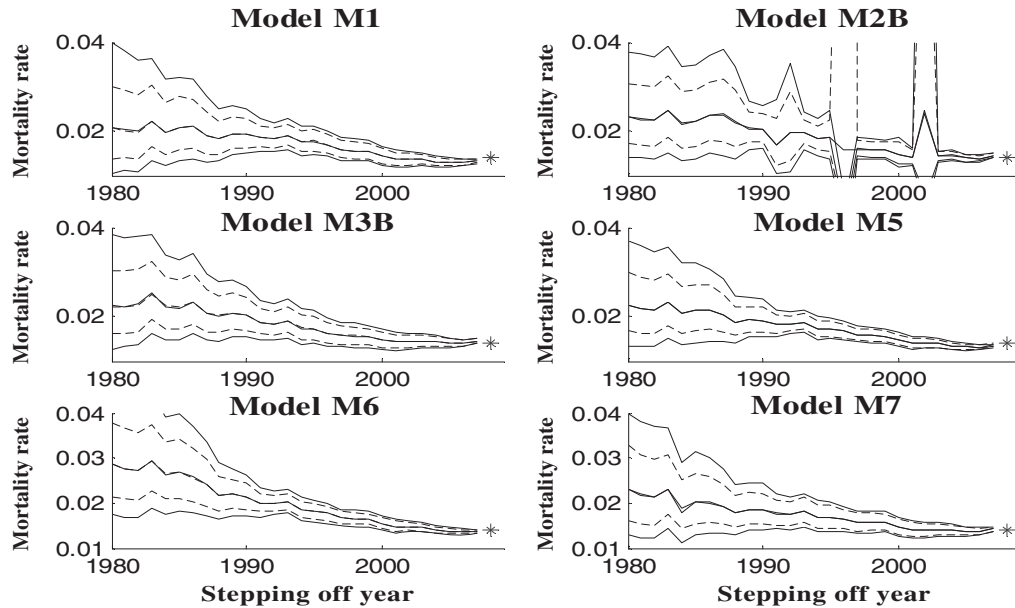 Model M1
Mortality rate
0.04
0.02
1980 1990 2000
Model M2B
Mortality rate
0.04
0.02
1980 1990 2000
Model M3B
Mortality rate
0.04
0.02
1980 1990 2000
Model M5
Mortality rate
0.04
0.02
1980 1990 2000
Model M6
Mortality rate
0.04
0.03
0.02
0.01
1980 1990 2000
Stepping off year
Model M7
Mortality rate
0.04
0.03
0.02
0.01
1980 1990 2000
Stepping off year